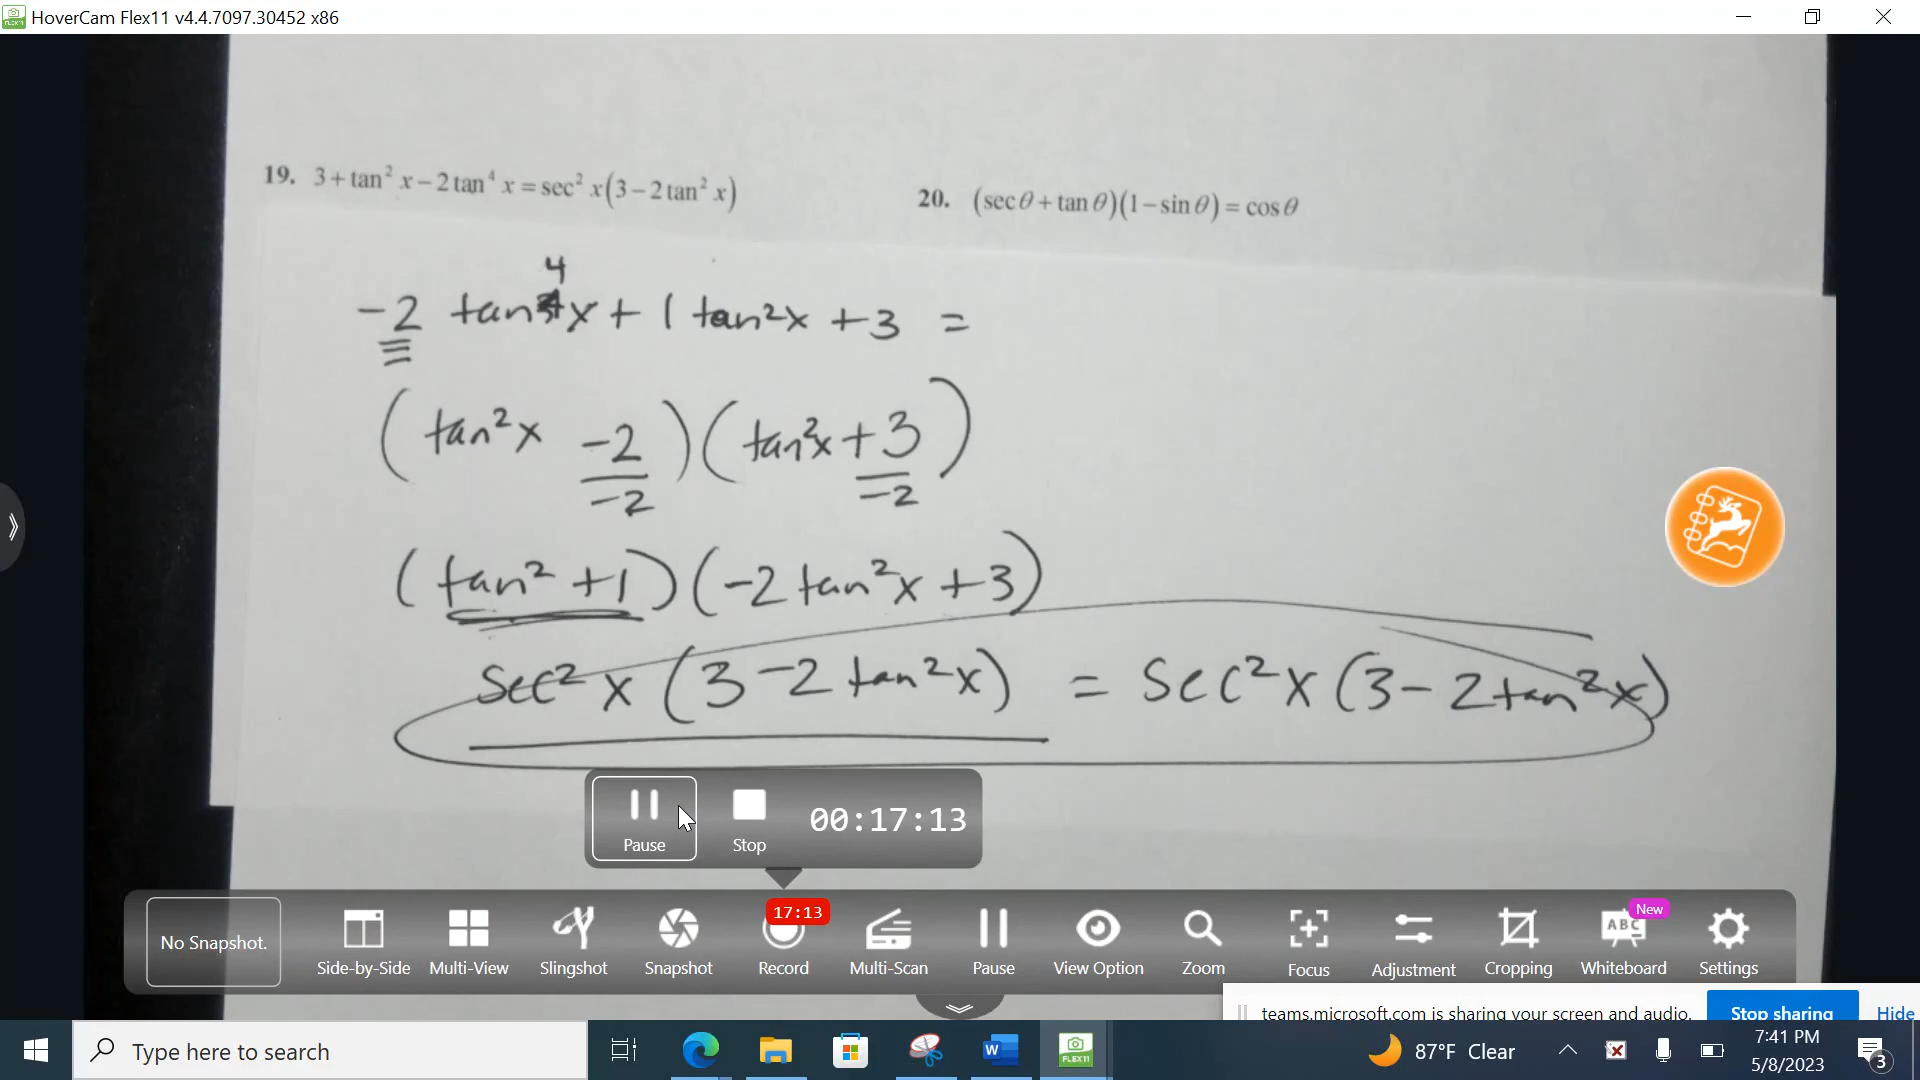 HoverCam Flex11 v4.4.7097.30452 x86
19. 3 + tan² x − 2 tan⁴ x = sec² x(3 − 2 tan² x)
20. (sec θ + tan θ)(1 − sin θ) = cos θ
4
-2 tan x + 1 tan²x + 3 =
(tan²x -2)(tan²x + 3)
-2 -2
(tan² + 1)(-2 tan²x + 3)
sec² x (3 - 2 tan²x) = sec² x (3 - 2 tan²x)
Pause
Stop
00:17:13
17:13
New
ABC
No Snapshot.
Side-by-Side
Multi-View
Slingshot
Snapshot
Record
Multi-Scan
Pause
View Option
Zoom
Focus
Adjustment
Cropping
Whiteboard
Settings
teams.microsoft.com is sharing your screen and audio.
Stop sharing
Hide
Type here to search
W
FLEX11
87°F Clear
7:41 PM
5/8/2023
3